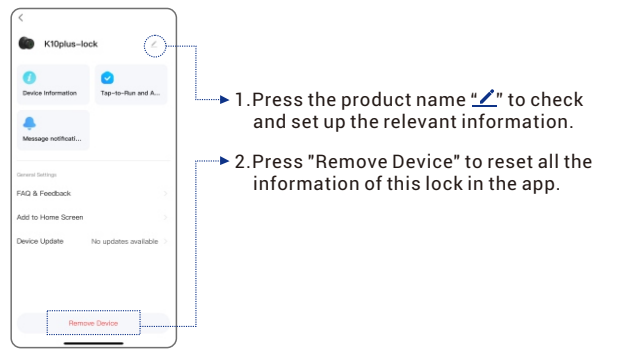 K10plus-lock
Device Information
Tap-to-Run and A...
Message notificati...
General Settings
FAQ & Feedback
Add to Home Screen
Device Update No updates available
Remove Device
1.Press the product name “ ” to check
and set up the relevant information.
2.Press "Remove Device" to reset all the
information of this lock in the app.